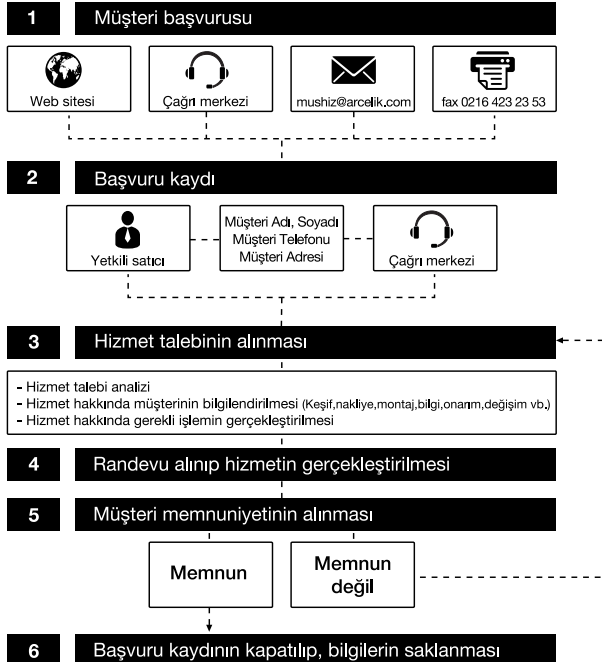 1 Müşteri başvurusu
Web sitesi
Çağrı merkezi
mushiz@arcelik.com
fax 0216 423 23 53
2 Başvuru kaydı
Yetkili satıcı
Müşteri Adı, Soyadı
Müşteri Telefonu
Müşteri Adresi
Çağrı merkezi
3 Hizmet talebinin alınması
- Hizmet talebi analizi
- Hizmet hakkında müşterinin bilgilendirilmesi (Keşif,nakliye,montaj,bilgi,onarım,değişim vb.)
- Hizmet hakkında gerekli işlemin gerçekleştirilmesi
4 Randevu alınıp hizmetin gerçekleştirilmesi
5 Müşteri memnuniyetinin alınması
Memnun
Memnun
değil
6 Başvuru kaydının kapatılıp, bilgilerin saklanması